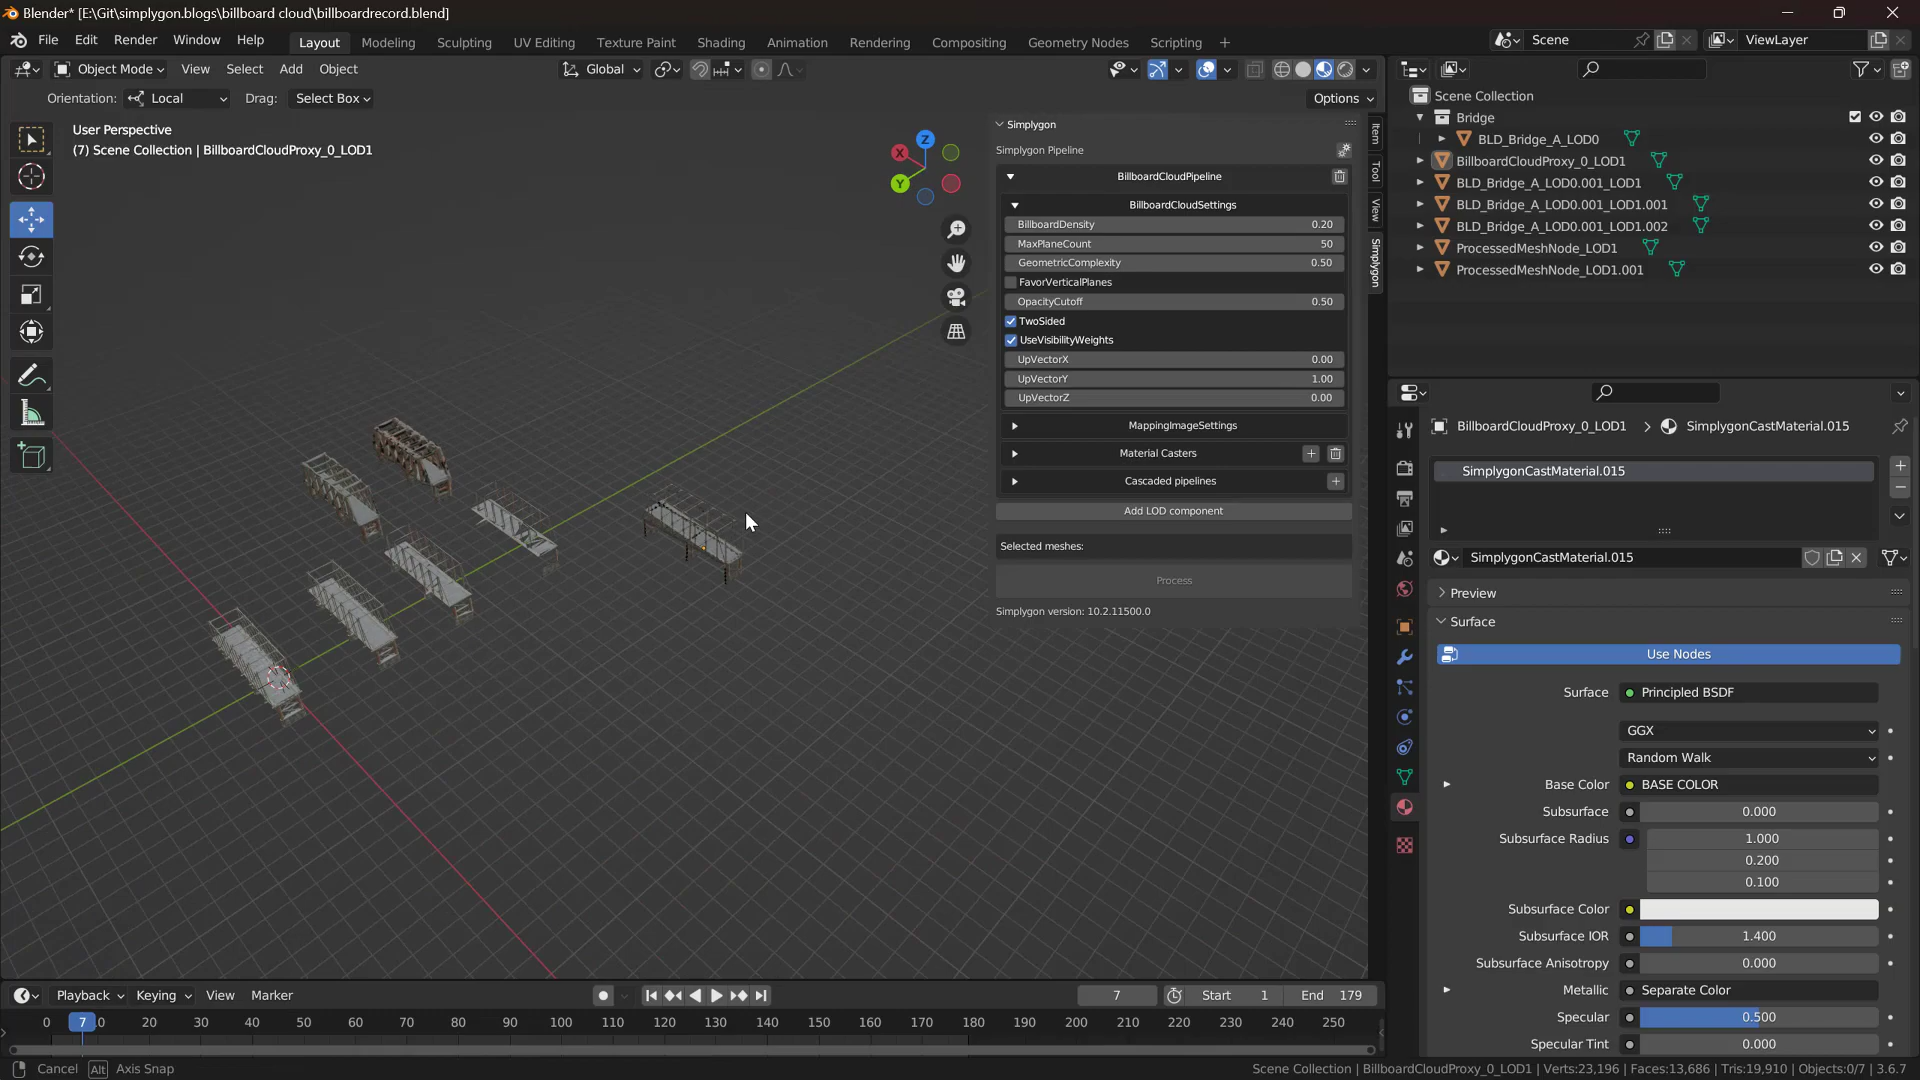 Blender* [E:\Git\simplygon.blogs\billboard cloud\billboardrecord.blend]
File Edit Render Window Help Layout Modeling Sculpting UV Editing Texture Paint Shading Animation Rendering Compositing Geometry Nodes Scripting + Scene ViewLayer
Object Mode View Select Add Object Global
Orientation: Local Drag: Select Box Options
User Perspective
(7) Scene Collection | BillboardCloudProxy_0_LOD1
X Z Y
Simplygon
Simplygon Pipeline
BillboardCloudPipeline
BillboardCloudSettings
BillboardDensity 0.20
MaxPlaneCount 50
GeometricComplexity 0.50
FavorVerticalPlanes
OpacityCutoff 0.50
TwoSided
UseVisibilityWeights
UpVectorX 0.00
UpVectorY 1.00
UpVectorZ 0.00
MappingImageSettings
Material Casters
Cascaded pipelines
Add LOD component
Selected meshes:
Process
Simplygon version: 10.2.11500.0
Item
Tool
View
Simplygon
Scene Collection
Bridge
BLD_Bridge_A_LOD0
BillboardCloudProxy_0_LOD1
BLD_Bridge_A_LOD0.001_LOD1
BLD_Bridge_A_LOD0.001_LOD1.001
BLD_Bridge_A_LOD0.001_LOD1.002
ProcessedMeshNode_LOD1
ProcessedMeshNode_LOD1.001
BillboardCloudProxy_0_LOD1 > SimplygonCastMaterial.015
SimplygonCastMaterial.015
SimplygonCastMaterial.015
Preview
Surface
Use Nodes
Surface Principled BSDF
GGX
Random Walk
Base Color BASE COLOR
Subsurface 0.000
Subsurface Radius 1.000
0.200
0.100
Subsurface Color
Subsurface IOR 1.400
Subsurface Anisotropy 0.000
Metallic Separate Color
Specular 0.500
Specular Tint 0.000
Playback Keying View Marker 7 Start 1 End 179
0 7 20 30 40 50 60 70 80 90 100 110 120 130 140 150 160 170 180 190 200 210 220 230 240 250
Cancel Alt Axis Snap
Scene Collection | BillboardCloudProxy_0_LOD1 | Verts:23,196 | Faces:13,686 | Tris:19,910 | Objects:0/7 | 3.6.7